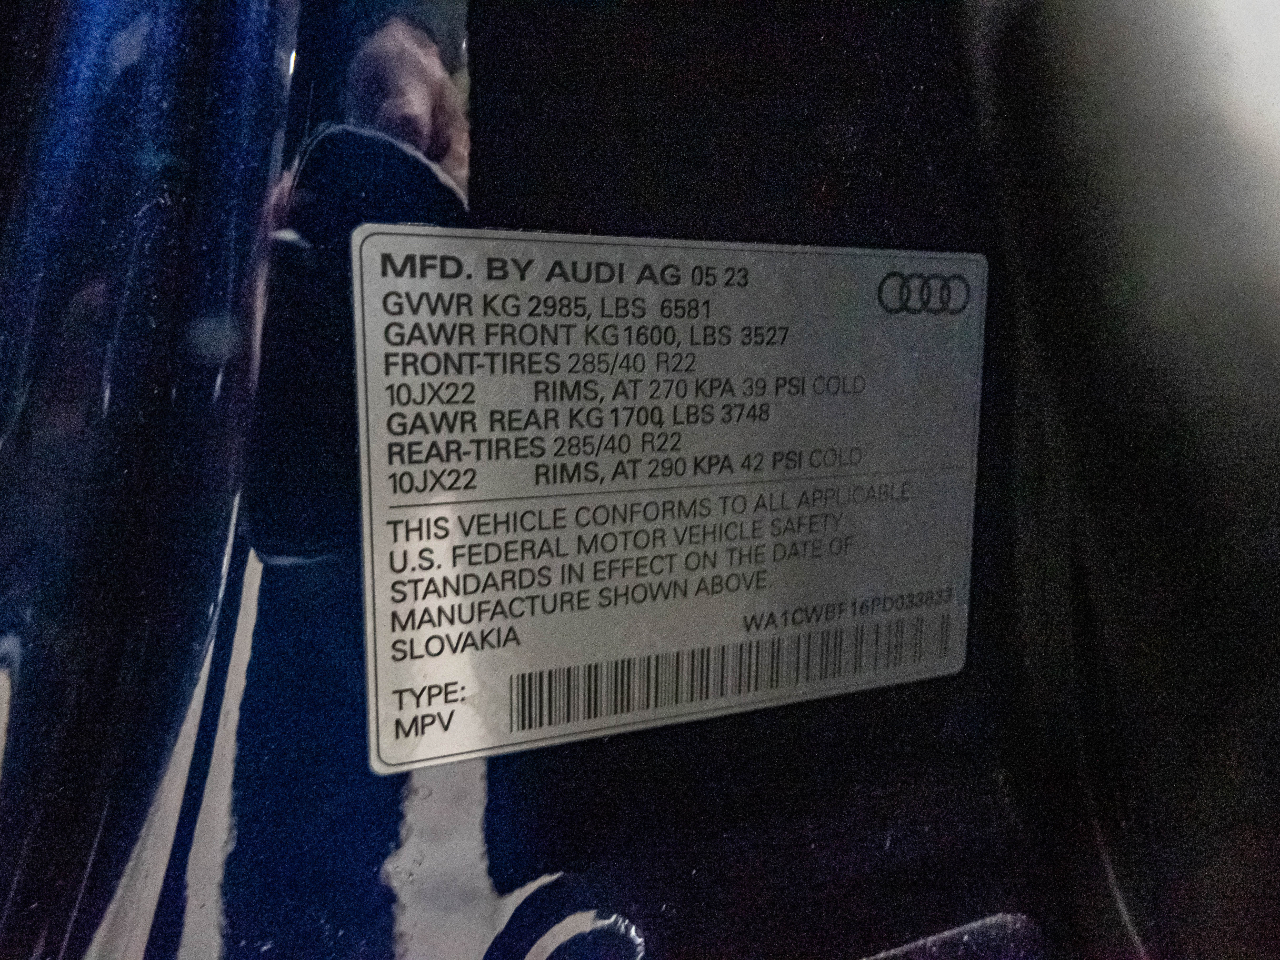 MFD. BY AUDI AG 05 23
GVWR KG 2985, LBS 6581
GAWR FRONT KG 1600, LBS 3527
FRONT-TIRES 285/40 R22
10JX22 RIMS, AT 270 KPA 39 PSI COLD
GAWR REAR KG 1700, LBS 3748
REAR-TIRES 285/40 R22
10JX22 RIMS, AT 290 KPA 42 PSI COLD
THIS VEHICLE CONFORMS TO ALL APPLICABLE
U.S. FEDERAL MOTOR VEHICLE SAFETY
STANDARDS IN EFFECT ON THE DATE OF
MANUFACTURE SHOWN ABOVE.
SLOVAKIA
TYPE:
MPV